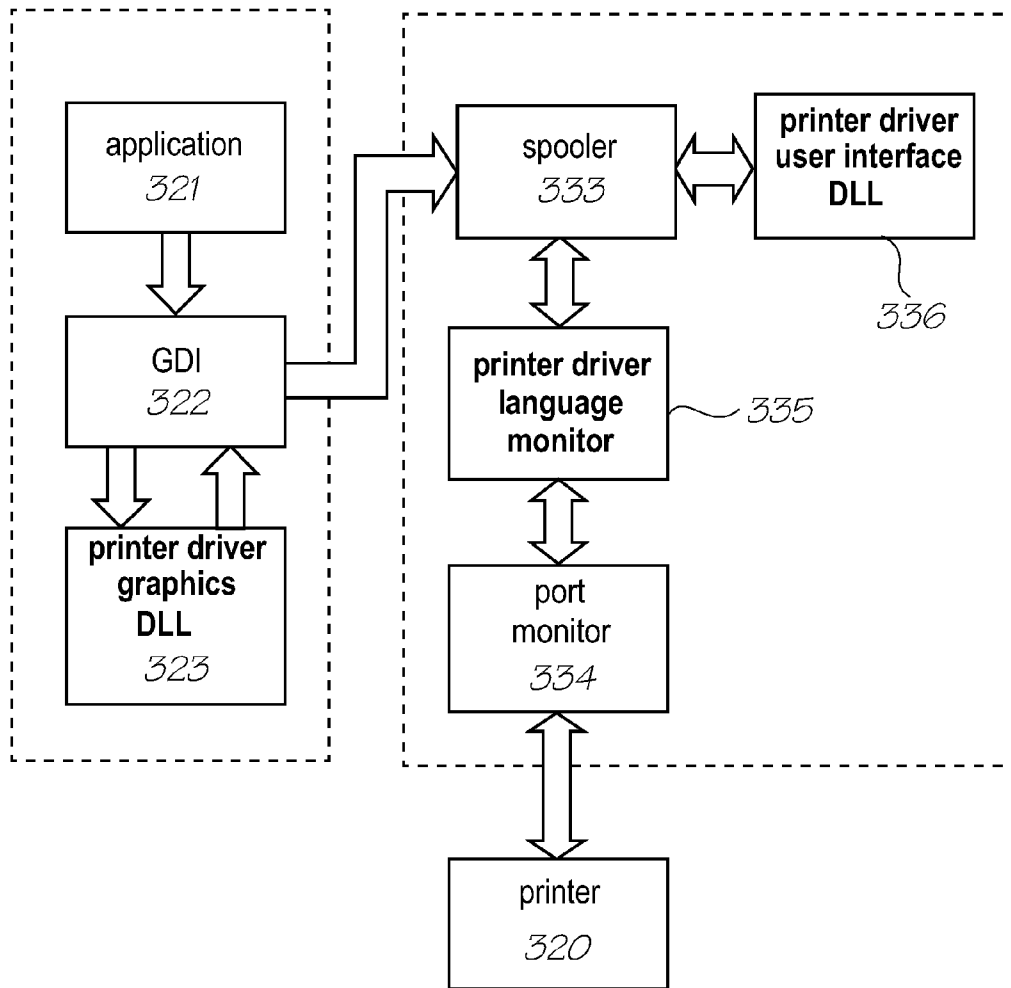 application
321
GDI
322
printer driver
graphics
DLL
323
spooler
333
printer driver
user interface
DLL
336
printer driver
language
monitor
335
port
monitor
334
printer
320